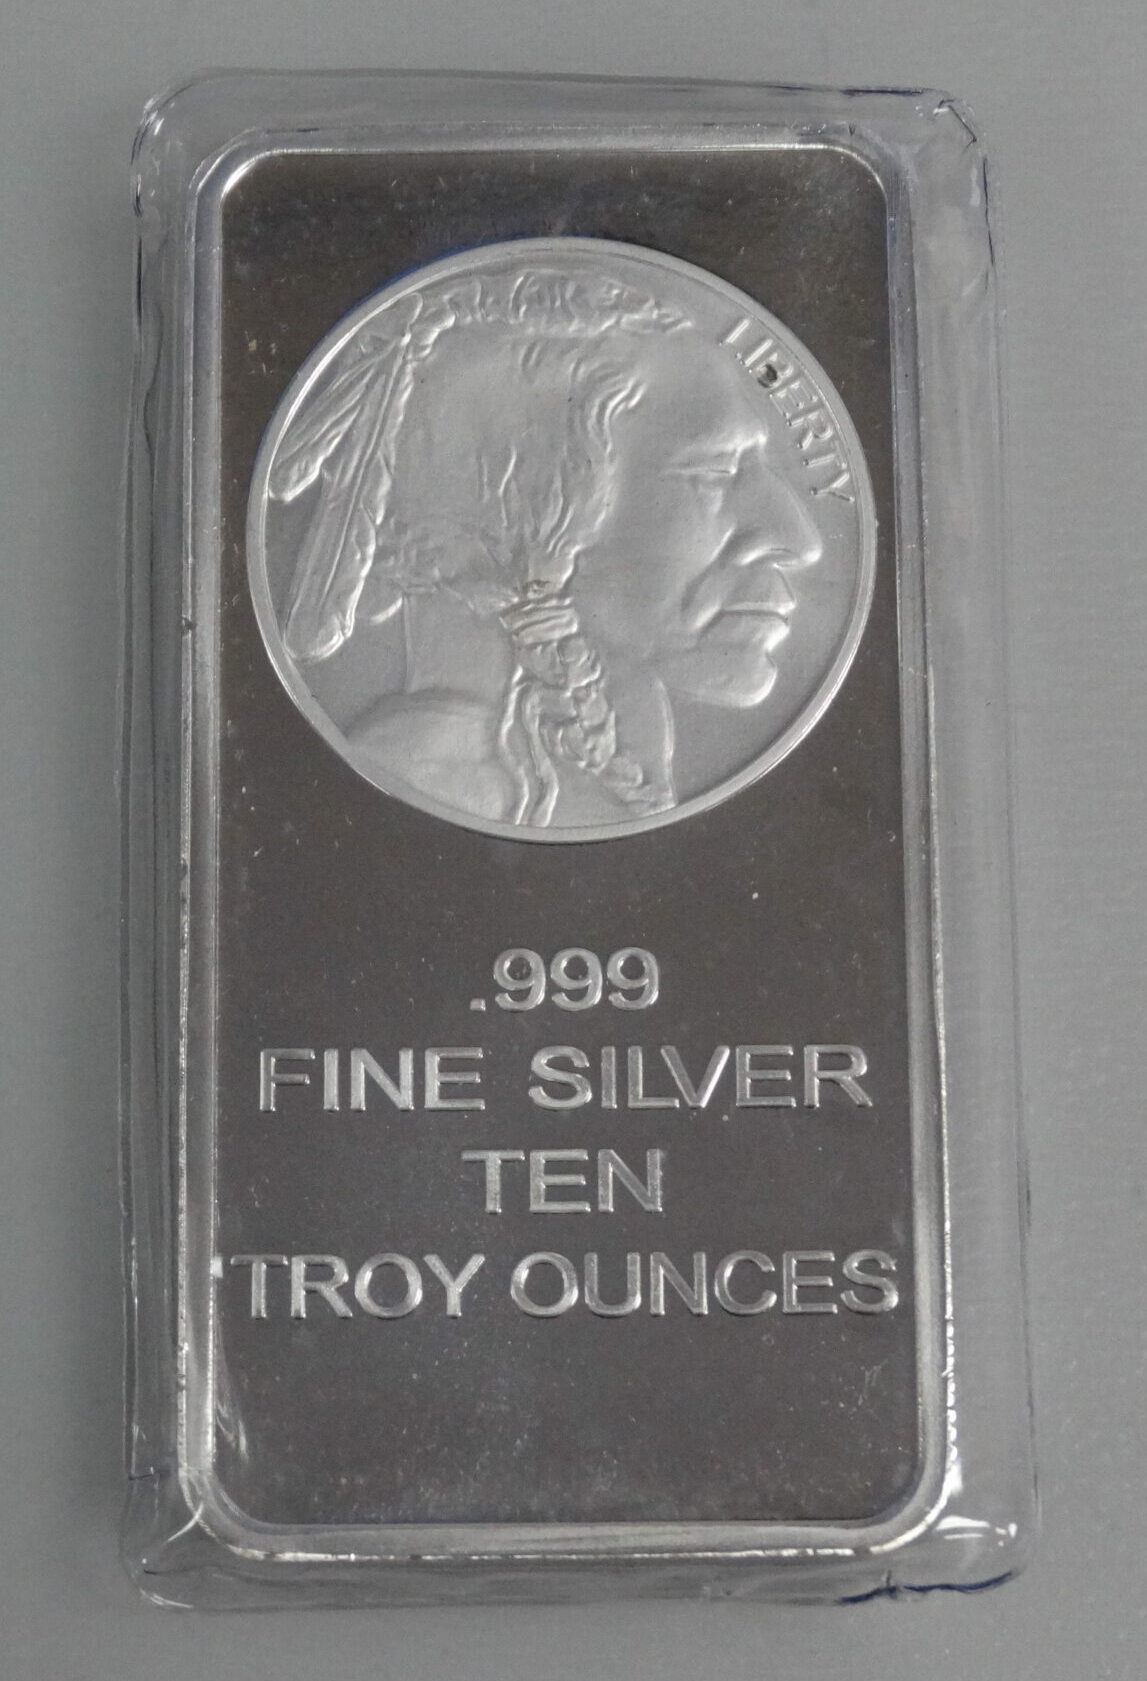 LIBERTY
.999
FINE SILVER
TEN
TROY OUNCES